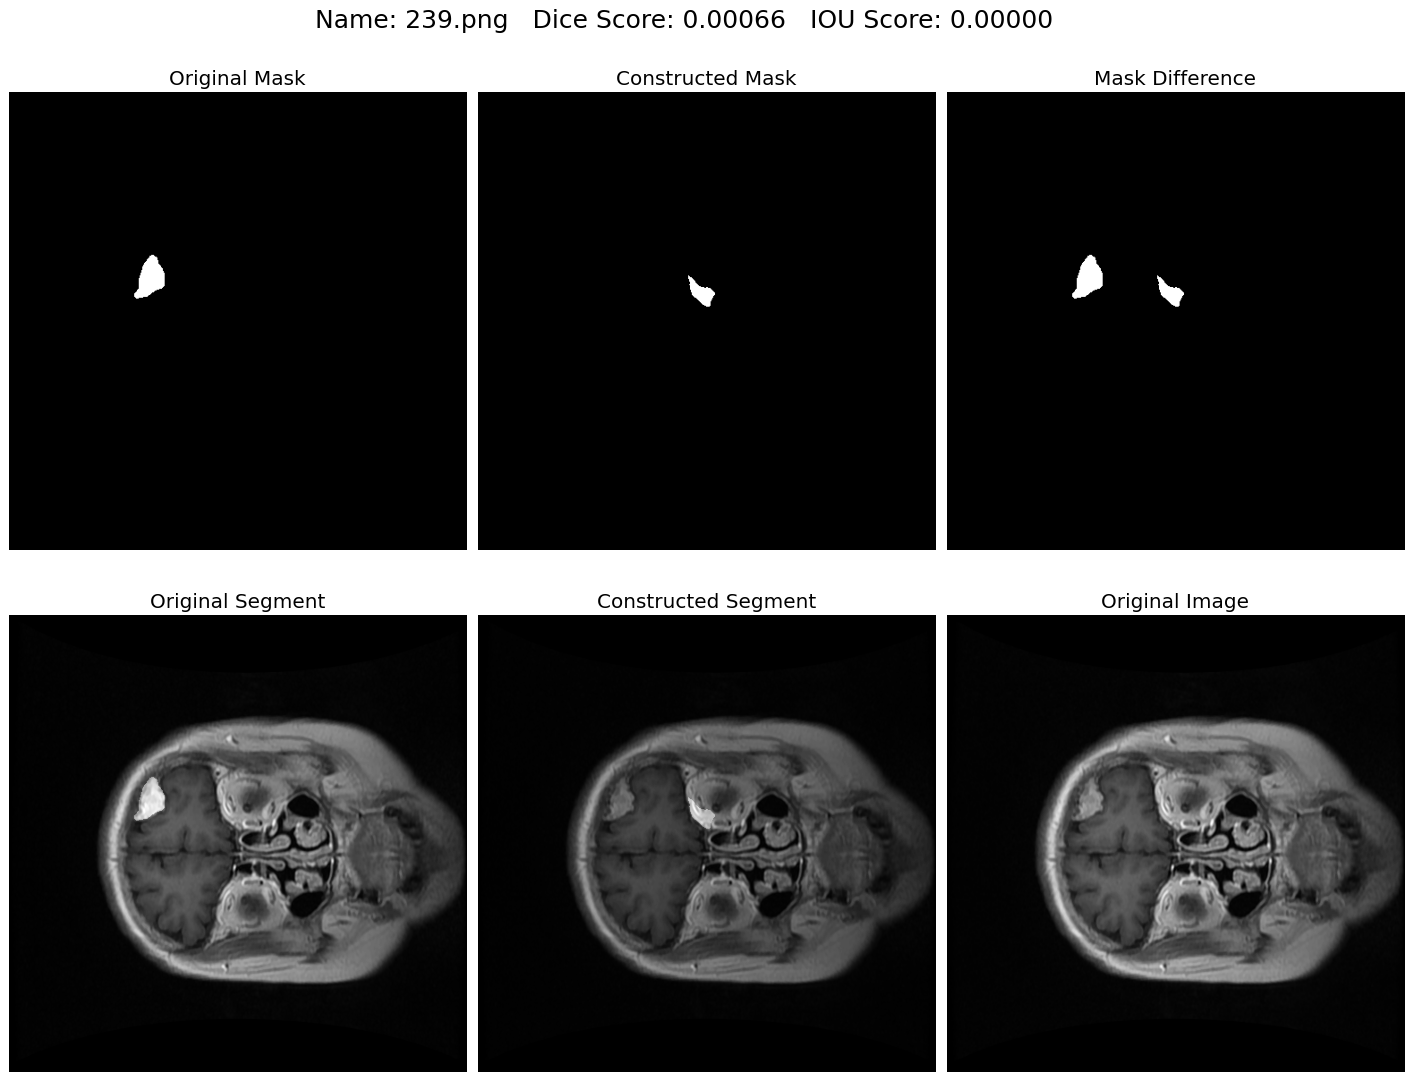 Name: 239.png   Dice Score: 0.00066   IOU Score: 0.00000
Original Mask
Constructed Mask
Mask Difference
Original Segment
Constructed Segment
Original Image